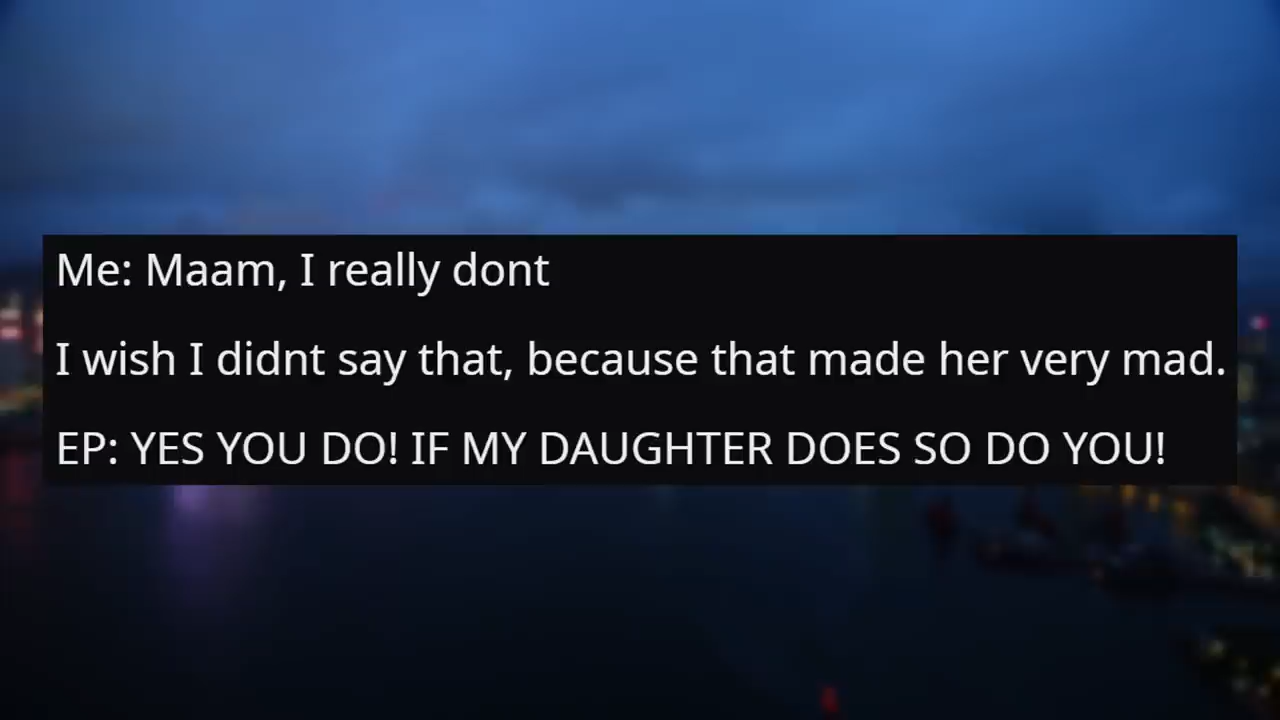 Me: Maam, I really dont
I wish I didnt say that, because that made her very mad.
EP: YES YOU DO! IF MY DAUGHTER DOES SO DO YOU!